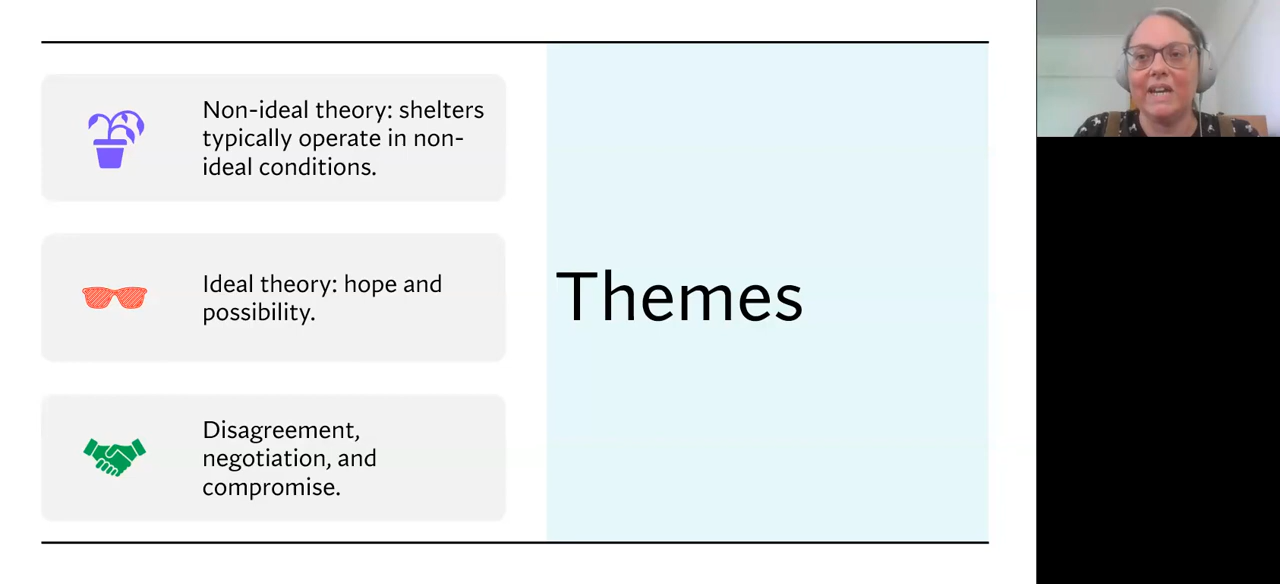 Non-ideal theory: shelters
typically operate in non-
ideal conditions.
Ideal theory: hope and
possibility.
Disagreement,
negotiation, and
compromise.
Themes